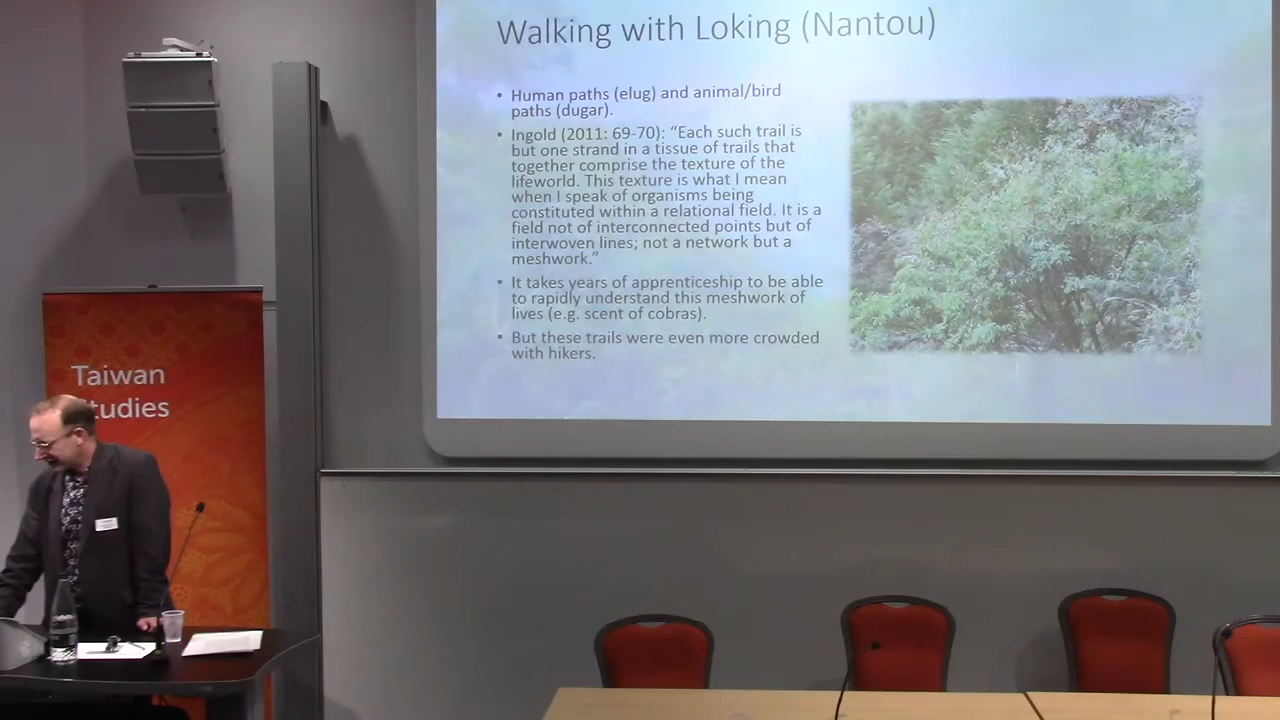 Walking with Loking (Nantou)
• Human paths (elug) and animal/bird
paths (dugar).
• Ingold (2011: 69-70): “Each such trail is
but one strand in a tissue of trails that
together comprise the texture of the
lifeworld. This texture is what I mean
when I speak of organisms being
constituted within a relational field. It is a
field not of interconnected points but of
interwoven lines; not a network but a
meshwork.”
• It takes years of apprenticeship to be able
to rapidly understand this meshwork of
lives (e.g. scent of cobras).
• But these trails were even more crowded
with hikers.
Taiwan
Studies